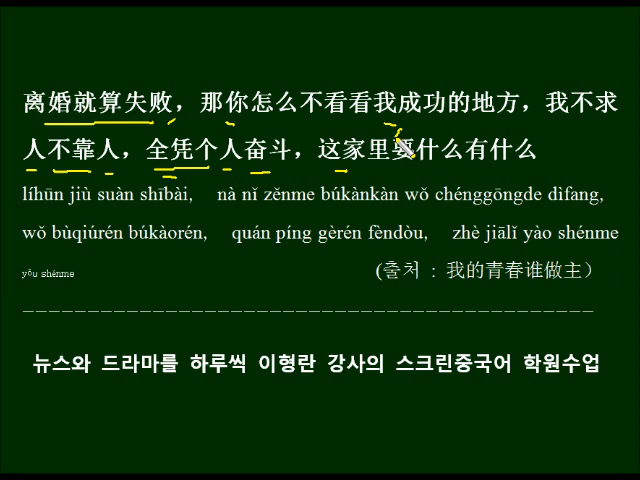 离婚就算失败，那你怎么不看看我成功的地方，我不求
人不靠人，全凭个人奋斗，这家里要什么有什么
líhūn jiù suàn shībài, nà nǐ zěnme búkànkàn wǒ chénggōngde dìfang,
wǒ bùqiúrén búkàorén, quán píng gèrén fèndòu, zhè jiālǐ yào shénme
yǒu shénme (출처 : 我的青春谁做主）
뉴스와 드라마를 하루씩 이형란 강사의 스크린중국어 학원수업